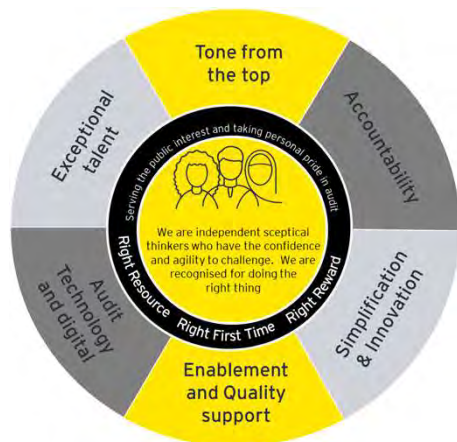 Tone from
the top
Accountability
Simplification
& Innovation
Enablement
and Quality
support
Audit
Technology
and digital
Exceptional
talent
Serving the public interest and taking personal pride in audit
We are independent sceptical
thinkers who have the confidence
and agility to challenge. We are
recognised for doing the
right thing
Right Resource
Right First Time
Right Reward